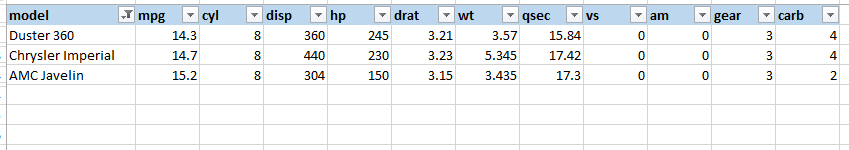 model mpg cyl disp hp drat wt qsec vs am gear carb
Duster 360 14.3 8 360 245 3.21 3.57 15.84 0 0 3 4
Chrysler Imperial 14.7 8 440 230 3.23 5.345 17.42 0 0 3 4
AMC Javelin 15.2 8 304 150 3.15 3.435 17.3 0 0 3 2